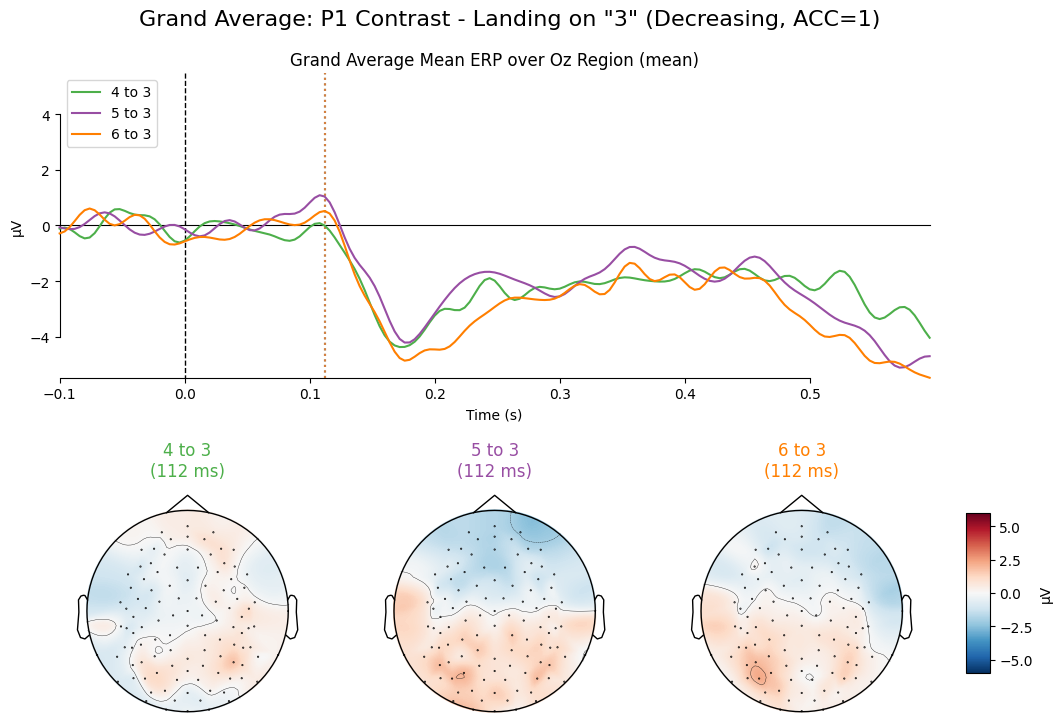 Grand Average: P1 Contrast - Landing on "3" (Decreasing, ACC=1)
Grand Average Mean ERP over Oz Region (mean)
4 to 3
5 to 3
6 to 3
µV
4
2
0
−2
−4
−0.1
0.0
0.1
0.2
0.3
0.4
0.5
Time (s)
4 to 3
(112 ms)
5 to 3
(112 ms)
6 to 3
(112 ms)
5.0
2.5
0.0
−2.5
−5.0
µV